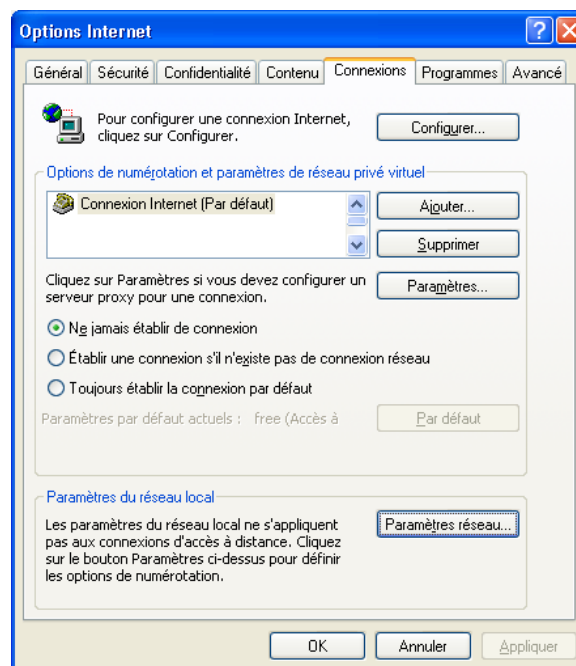 Options Internet
Général Sécurité Confidentialité Contenu Connexions Programmes Avancé
Pour configurer une connexion Internet,
cliquez sur Configurer.
Configurer...
Options de numérotation et paramètres de réseau privé virtuel
Connexion Internet (Par défaut)
Ajouter...
Supprimer
Cliquez sur Paramètres si vous devez configurer un
serveur proxy pour une connexion.
Paramètres...
Ne jamais établir de connexion
Établir une connexion s'il n'existe pas de connexion réseau
Toujours établir la connexion par défaut
Paramètres par défaut actuels : free (Accès à
Par défaut
Paramètres du réseau local
Les paramètres du réseau local ne s'appliquent
pas aux connexions d'accès à distance. Cliquez
sur le bouton Paramètres ci-dessus pour définir
les options de numérotation.
Paramètres réseau...
OK Annuler Appliquer